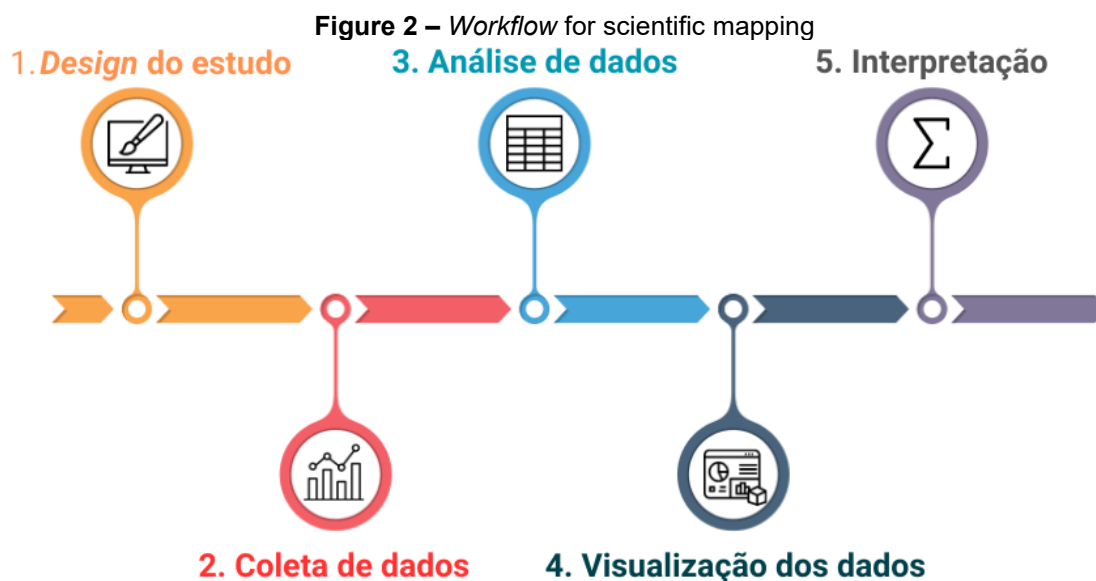 Figure 2 – Workflow for scientific mapping
1. Design do estudo
3. Análise de dados
5. Interpretação
Σ
2. Coleta de dados
4. Visualização dos dados